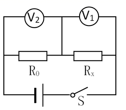 V₂ V₁
R₀ Rₓ
S